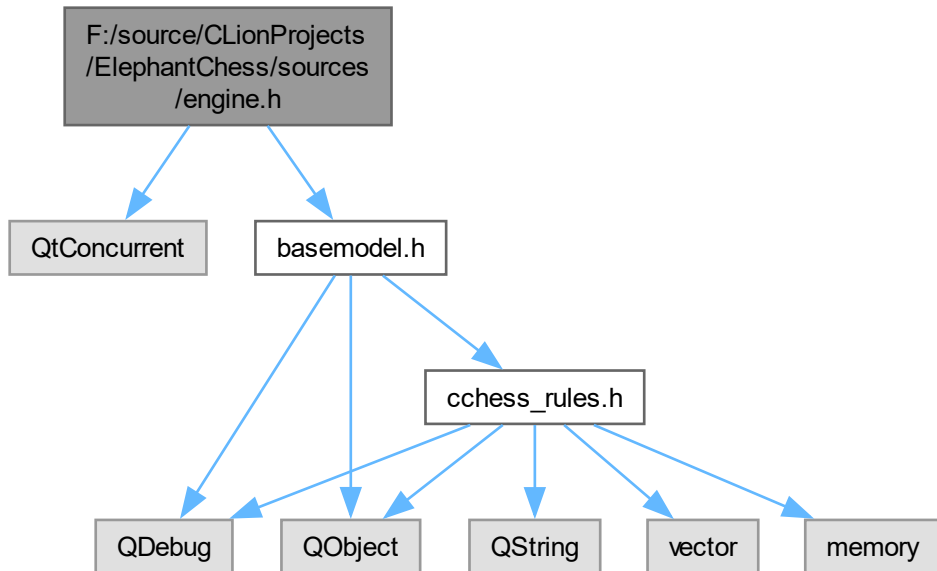 F:/source/CLionProjects
/ElephantChess/sources
/engine.h
QtConcurrent
basemodel.h
cchess_rules.h
QDebug
QObject
QString
vector
memory